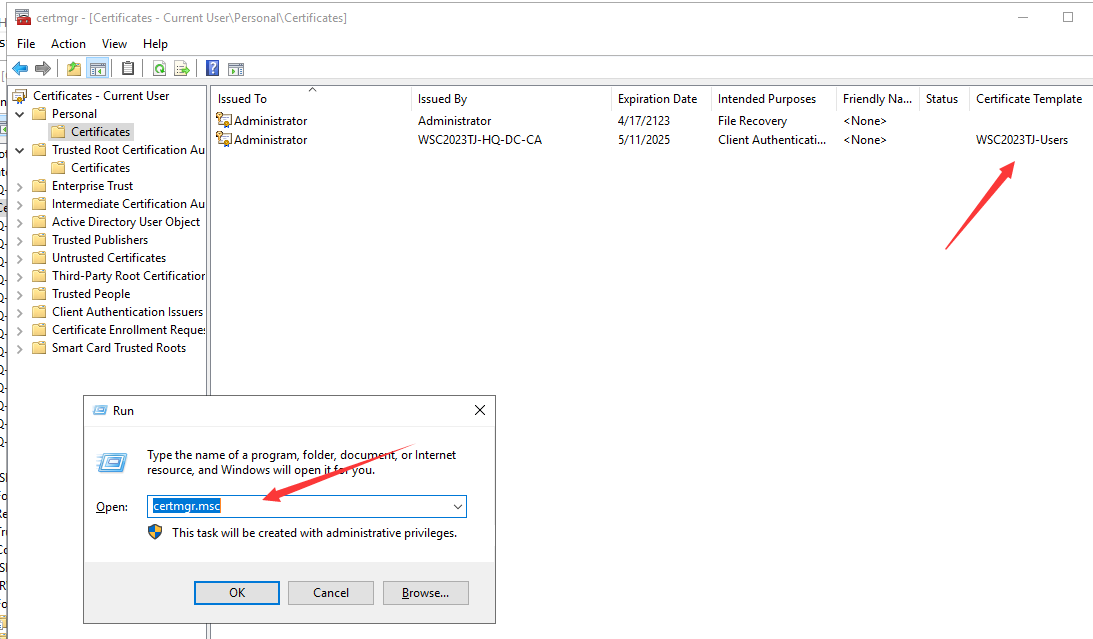 certmgr - [Certificates - Current User\Personal\Certificates]
File Action View Help
Certificates - Current User
Personal
Certificates
Trusted Root Certification Au
Certificates
Enterprise Trust
Intermediate Certification Au
Active Directory User Object
Trusted Publishers
Untrusted Certificates
Third-Party Root Certification
Trusted People
Client Authentication Issuers
Certificate Enrollment Reques
Smart Card Trusted Roots
Issued To Issued By Expiration Date Intended Purposes Friendly Na... Status Certificate Template
Administrator Administrator 4/17/2123 File Recovery <None>
Administrator WSC2023TJ-HQ-DC-CA 5/11/2025 Client Authenticati... <None> WSC2023TJ-Users
Run
Type the name of a program, folder, document, or Internet
resource, and Windows will open it for you.
Open: certmgr.msc
This task will be created with administrative privileges.
OK Cancel Browse...